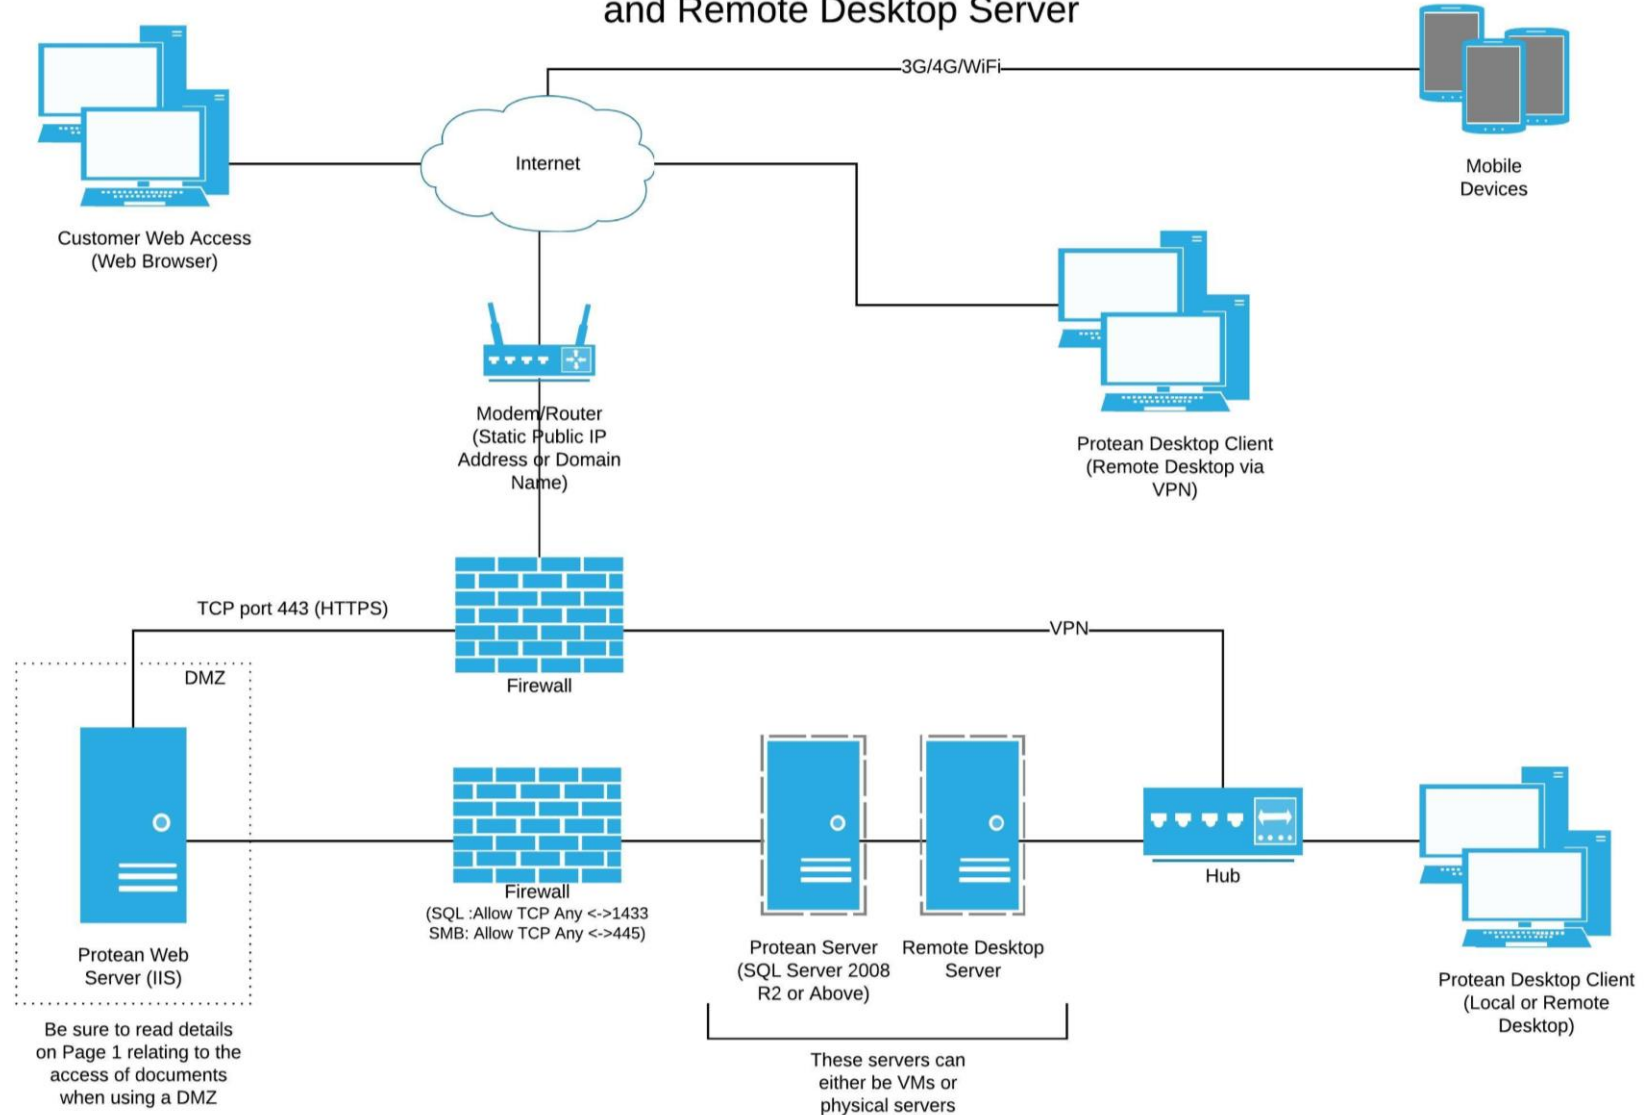 and Remote Desktop Server
3G/4G/WiFi
Internet
Mobile
Devices
Customer Web Access
(Web Browser)
Modem/Router
(Static Public IP
Address or Domain
Name)
Protean Desktop Client
(Remote Desktop via
VPN)
TCP port 443 (HTTPS)
VPN
DMZ
Firewall
Firewall
(SQL :Allow TCP Any <->1433
SMB: Allow TCP Any <->445)
Hub
Protean Web
Server (IIS)
Protean Server
(SQL Server 2008
R2 or Above)
Remote Desktop
Server
Protean Desktop Client
(Local or Remote
Desktop)
Be sure to read details
on Page 1 relating to the
access of documents
when using a DMZ
These servers can
either be VMs or
physical servers